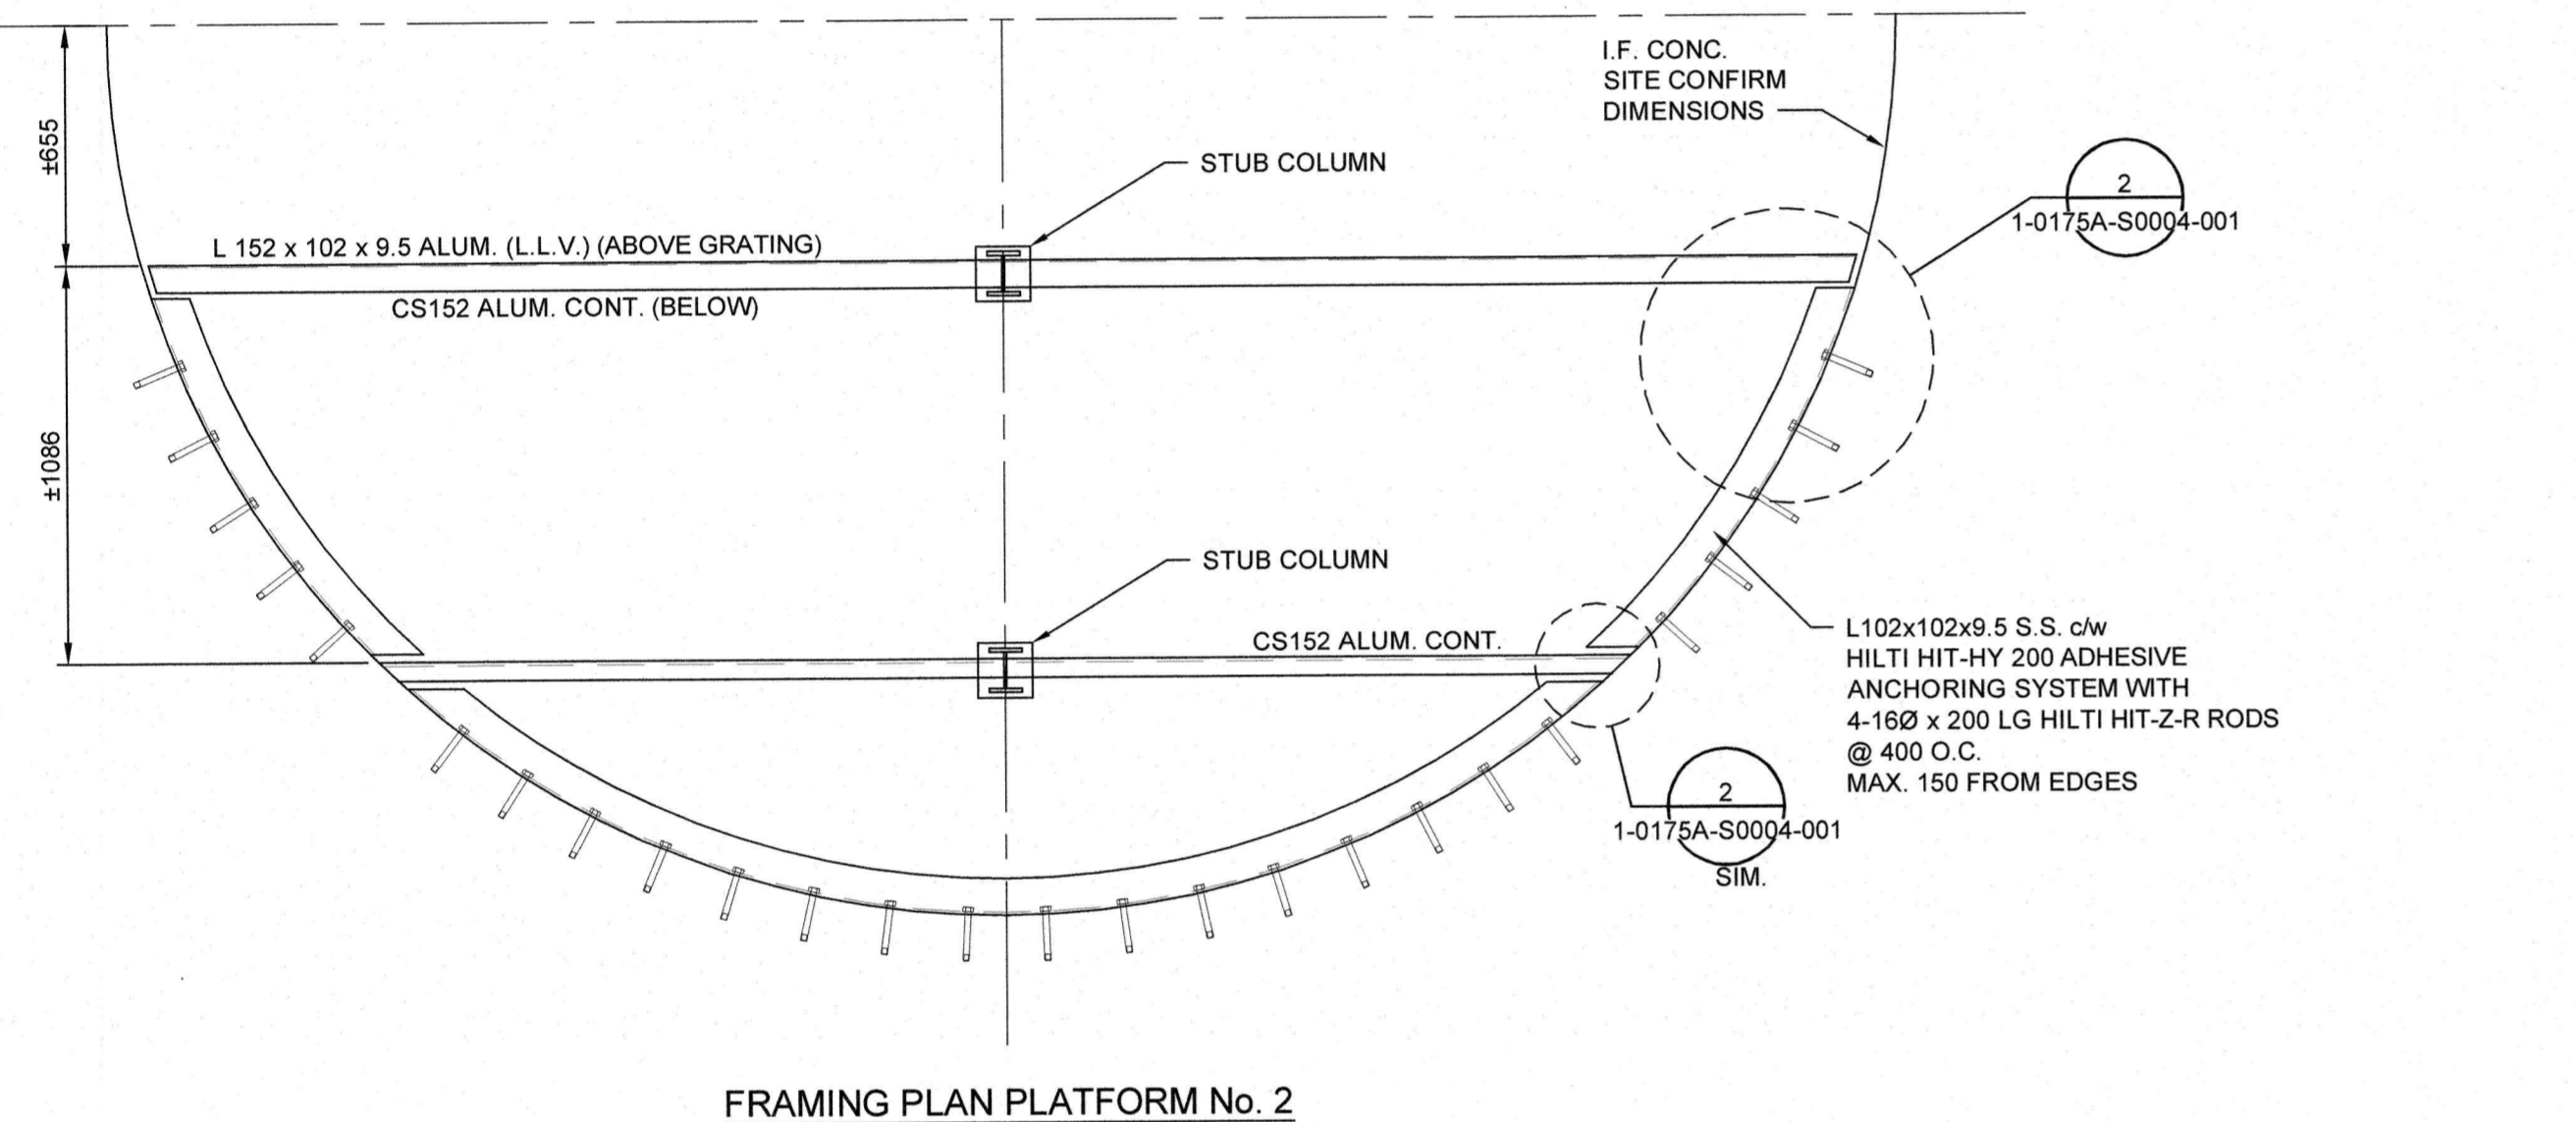 I.F. CONC.
SITE CONFIRM
DIMENSIONS
±655
STUB COLUMN
2
1-0175A-S0004-001
L 152 x 102 x 9.5 ALUM. (L.L.V.) (ABOVE GRATING)
CS152 ALUM. CONT. (BELOW)
±1086
STUB COLUMN
CS152 ALUM. CONT.
L102x102x9.5 S.S. c/w
HILTI HIT-HY 200 ADHESIVE
ANCHORING SYSTEM WITH
4-16Ø x 200 LG HILTI HIT-Z-R RODS
@ 400 O.C.
MAX. 150 FROM EDGES
2
1-0175A-S0004-001
SIM.
FRAMING PLAN PLATFORM No. 2